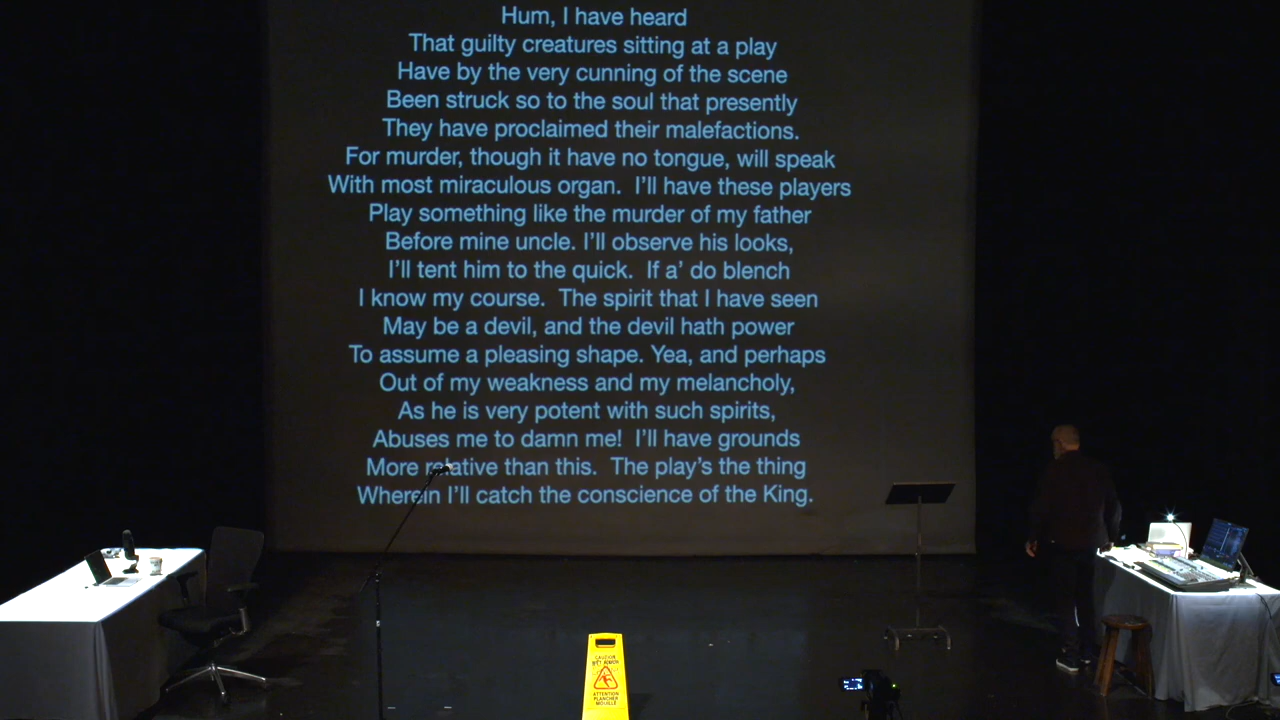 Hum, I have heard
That guilty creatures sitting at a play
Have by the very cunning of the scene
Been struck so to the soul that presently
They have proclaimed their malefactions.
For murder, though it have no tongue, will speak
With most miraculous organ.  I'll have these players
Play something like the murder of my father
Before mine uncle. I'll observe his looks,
I'll tent him to the quick.  If a' do blench
I know my course.  The spirit that I have seen
May be a devil, and the devil hath power
To assume a pleasing shape. Yea, and perhaps
Out of my weakness and my melancholy,
As he is very potent with such spirits,
Abuses me to damn me!  I'll have grounds
More relative than this.  The play's the thing
Wherein I'll catch the conscience of the King.
CAUTION
WET FLOOR
ATTENTION
PLANCHER
MOUILLÉ